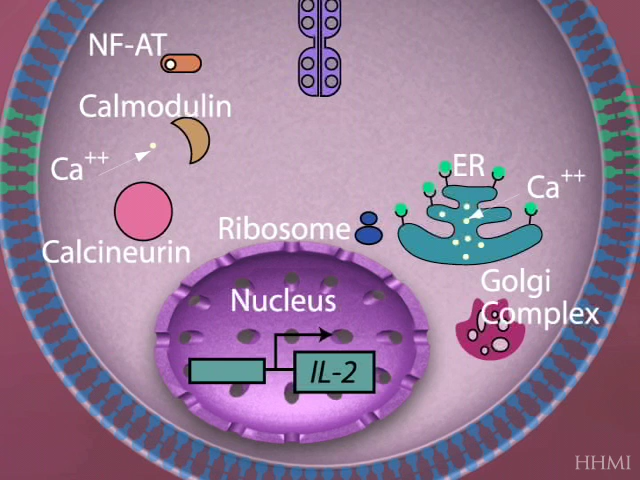 NF-AT
Calmodulin
Ca++
ER
Ca++
Ribosome
Calcineurin
Golgi
Complex
Nucleus
IL-2
HHMI